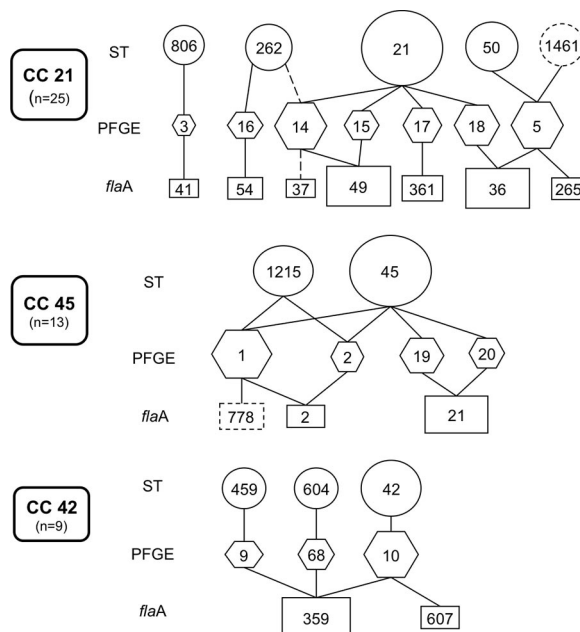 ST 806 262 21 50 1461
CC 21
(n=25)
PFGE 3 16 14 15 17 18 5
flaA 41 54 37 49 361 36 265
ST 1215 45
CC 45
(n=13)
PFGE 1 2 19 20
flaA 778 2 21
ST 459 604 42
CC 42
(n=9)
PFGE 9 68 10
flaA 359 607